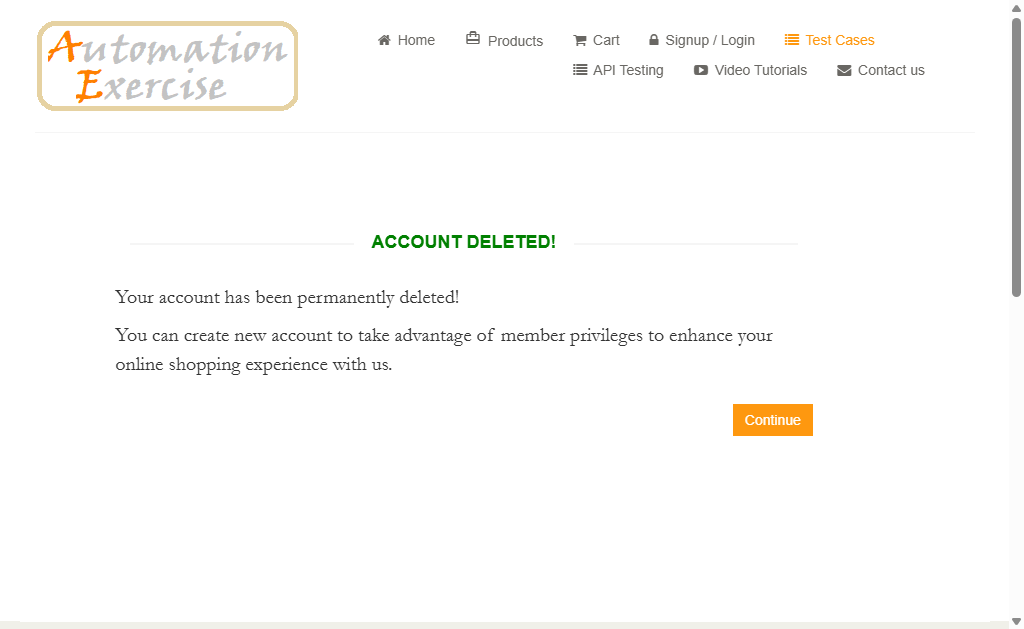 Automation
Exercise
Home
Products
Cart
Signup / Login
Test Cases
API Testing
Video Tutorials
Contact us
ACCOUNT DELETED!
Your account has been permanently deleted!
You can create new account to take advantage of member privileges to enhance your
online shopping experience with us.
Continue